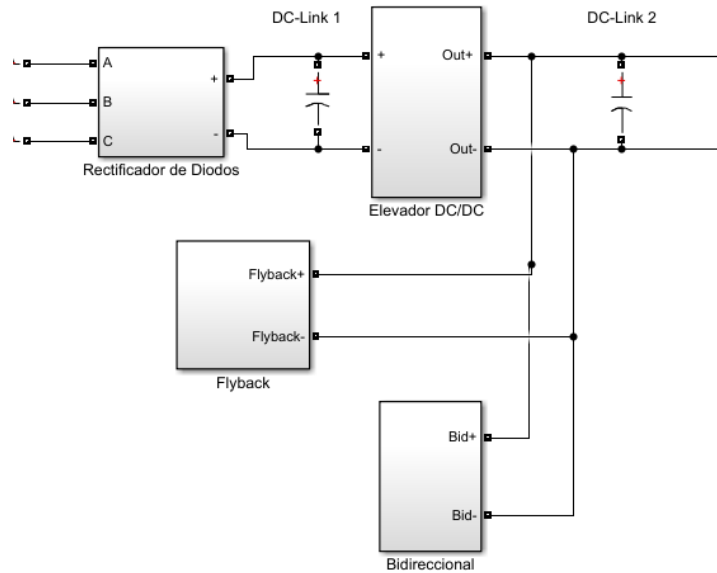 DC-Link 1
DC-Link 2
A
B
C
+
-
Rectificador de Diodos
+
+
-
Out+
Out-
Elevador DC/DC
+
Flyback+
Flyback-
Flyback
Bid+
Bid-
Bidireccional